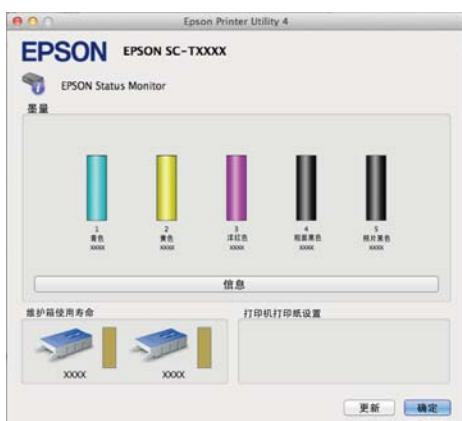 Epson Printer Utility 4
EPSON EPSON SC-TXXXX
EPSON Status Monitor
墨量
1 2 3 4 5
青色 黄色 洋红色 粗面黑色 照片黑色
XXXX XXXX XXXX XXXX XXXX
信息
维护箱使用寿命 打印机打印纸设置
XXXX XXXX
更新 确定